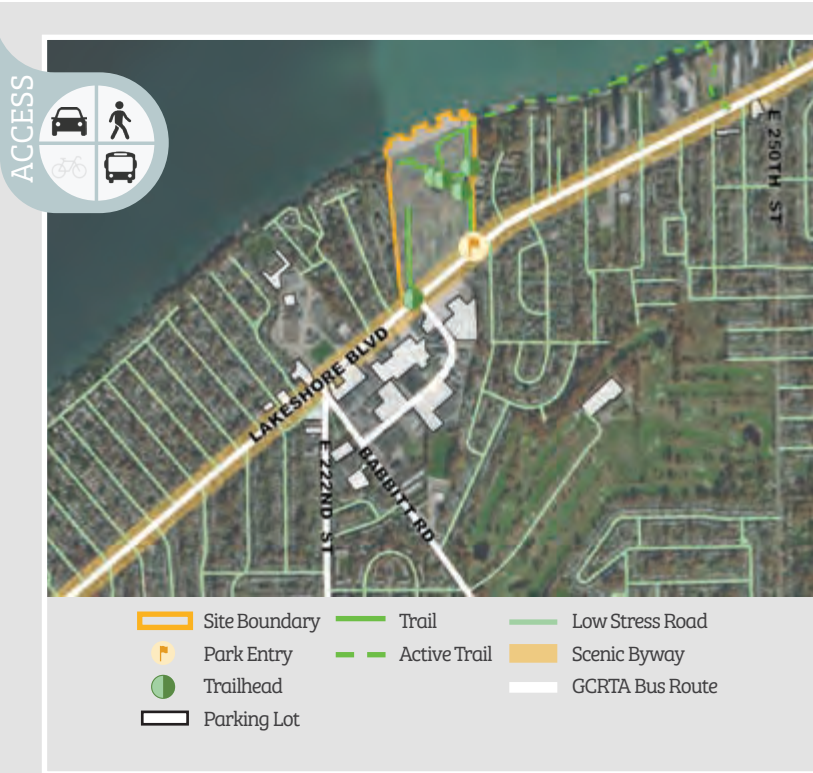 ACCESS
E 250TH ST
LAKESHORE BLVD
BABBITT RD
E 222ND ST
Site Boundary
Trail
Low Stress Road
Park Entry
Active Trail
Scenic Byway
Trailhead
GCRTA Bus Route
Parking Lot